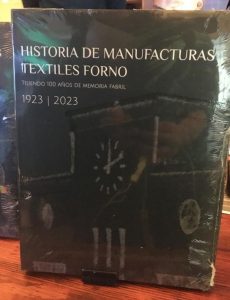 HISTORIA DE MANUFACTURAS
TEXTILES FORNO
TEJIENDO 100 AÑOS DE MEMORIA FABRIL
1923 | 2023